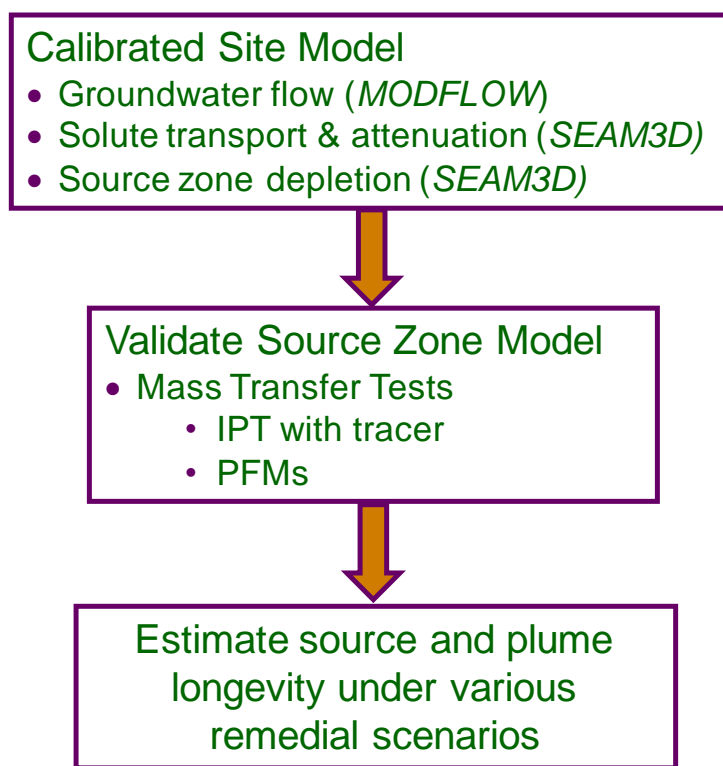 Calibrated Site Model
• Groundwater flow (MODFLOW)
• Solute transport & attenuation (SEAM3D)
• Source zone depletion (SEAM3D)
Validate Source Zone Model
• Mass Transfer Tests
• IPT with tracer
• PFMs
Estimate source and plume
longevity under various
remedial scenarios